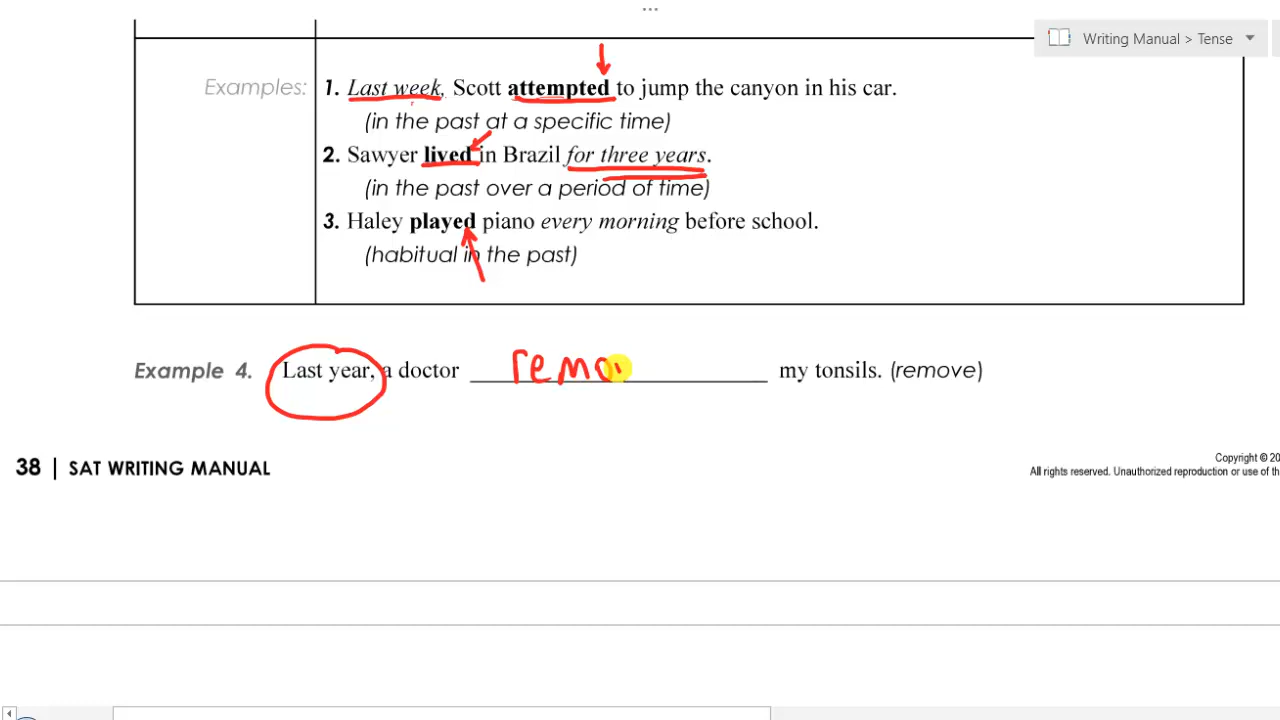 Writing Manual > Tense
Examples:
1. Last week, Scott attempted to jump the canyon in his car.
(in the past at a specific time)
2. Sawyer lived in Brazil for three years.
(in the past over a period of time)
3. Haley played piano every morning before school.
(habitual in the past)
Example 4. Last year, a doctor remov my tonsils. (remove)
38 | SAT WRITING MANUAL
Copyright © 20
All rights reserved. Unauthorized reproduction or use of th